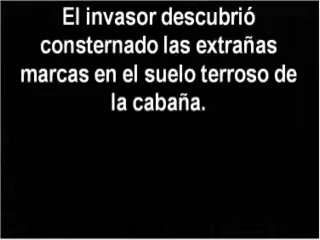 El invasor descubrió
consternado las extrañas
marcas en el suelo terroso de
la cabaña.